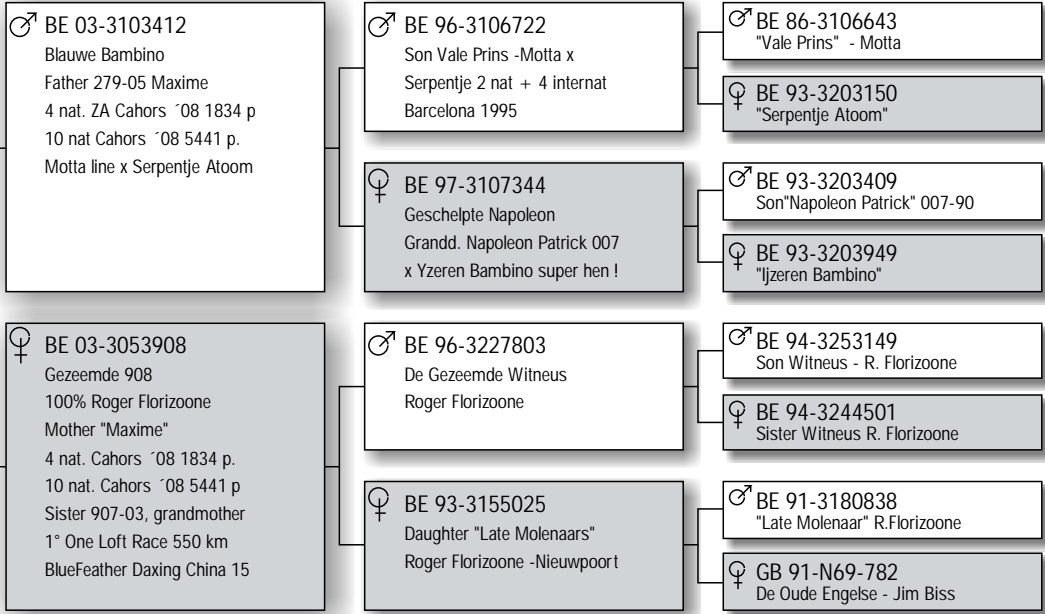 BE 03-3103412
Blauwe Bambino
Father 279-05 Maxime
4 nat. ZA Cahors ´08 1834 p
10 nat Cahors ´08 5441 p.
Motta line x Serpentje Atoom
BE 03-3053908
Gezeemde 908
100% Roger Florizoone
Mother "Maxime"
4 nat. Cahors ´08 1834 p.
10 nat. Cahors ´08 5441 p
Sister 907-03, grandmother
1° One Loft Race 550 km
BlueFeather Daxing China 15
BE 96-3106722
Son Vale Prins -Motta x
Serpentje 2 nat + 4 internat
Barcelona 1995
BE 97-3107344
Geschelpte Napoleon
Grandd. Napoleon Patrick 007
x Yzeren Bambino super hen !
BE 96-3227803
De Gezeemde Witneus
Roger Florizoone
BE 93-3155025
Daughter "Late Molenaars"
Roger Florizoone -Nieuwpoort
BE 86-3106643
"Vale Prins" - Motta
BE 93-3203150
"Serpentje Atoom"
BE 93-3203409
Son"Napoleon Patrick" 007-90
BE 93-3203949
"Ijzeren Bambino"
BE 94-3253149
Son Witneus - R. Florizoone
BE 94-3244501
Sister Witneus R. Florizoone
BE 91-3180838
"Late Molenaar" R.Florizoone
GB 91-N69-782
De Oude Engelse - Jim Biss